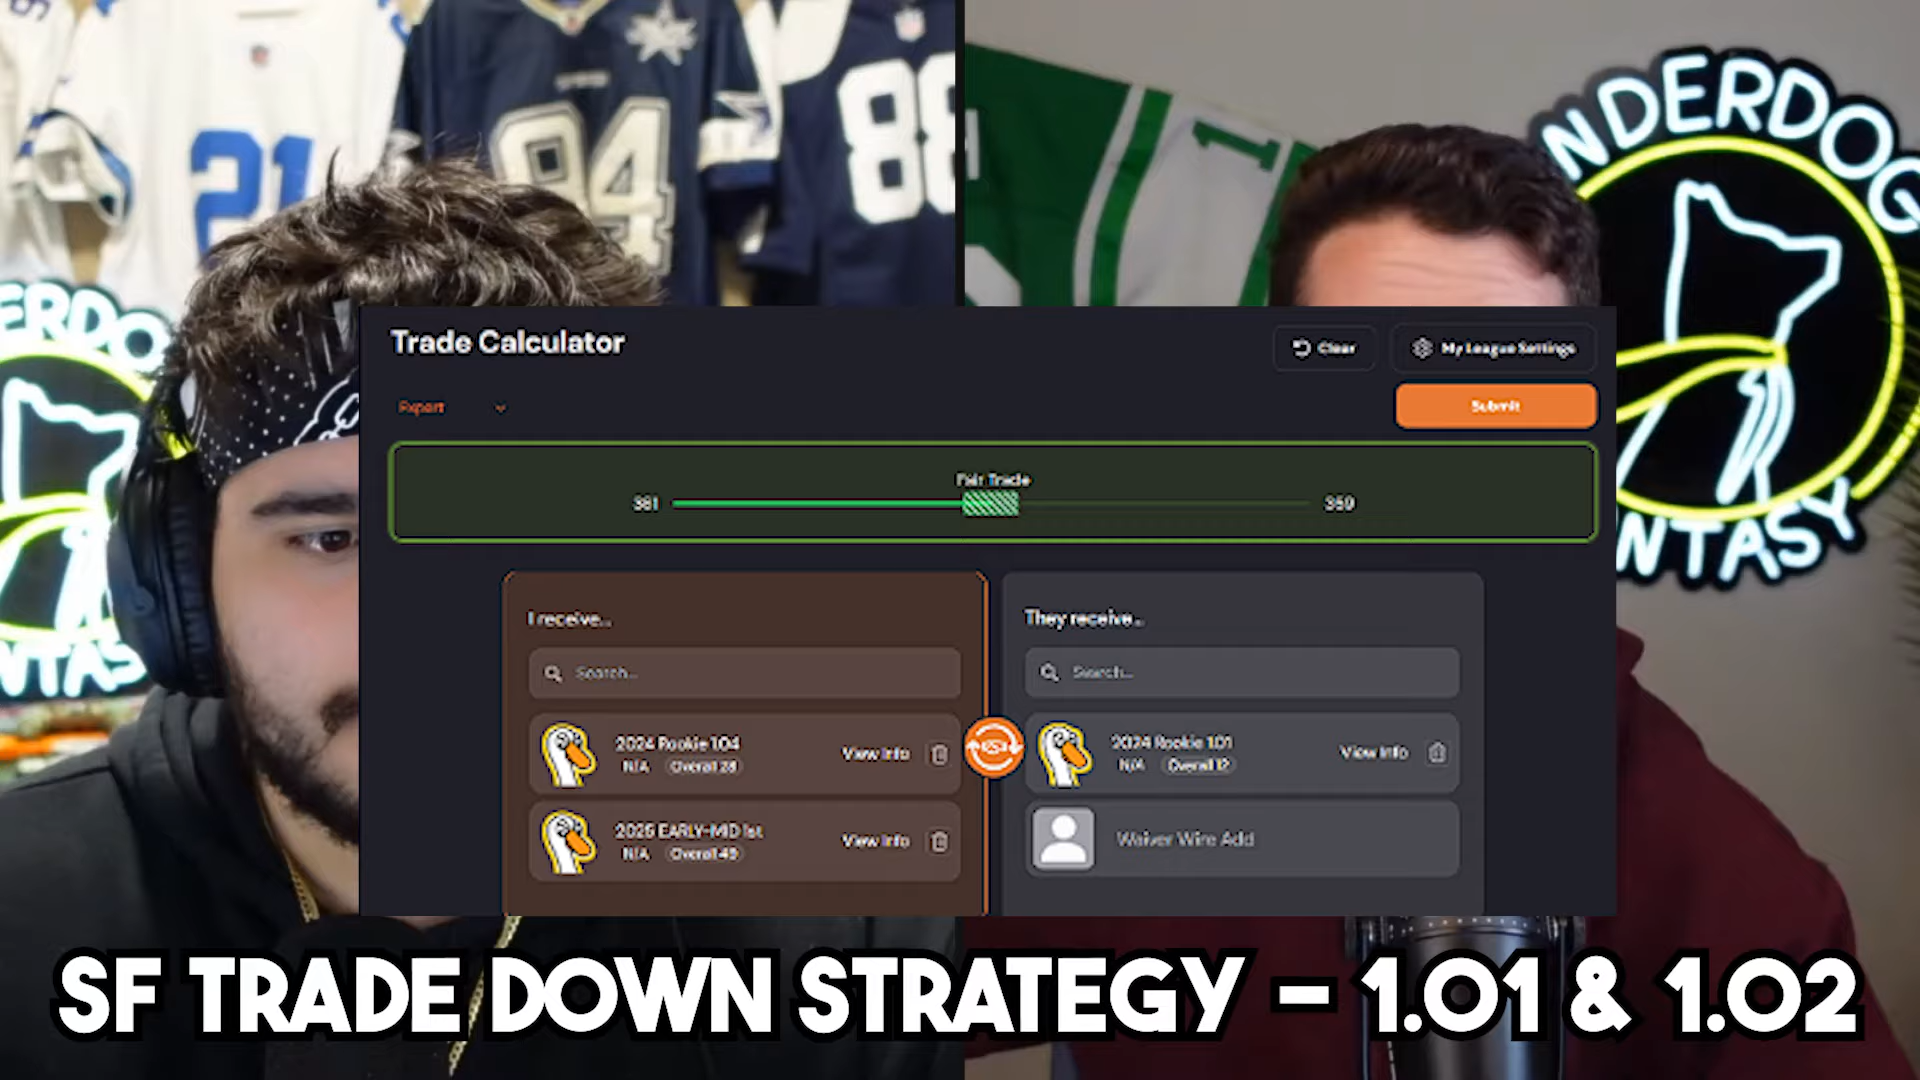 21
94
88
1
UNDERDOG
FANTASY
ERDO
NTAS
Trade Calculator
Clear
My League Settings
Expert
Submit
Fair Trade
381
359
I receive...
They receive...
Search...
Search...
2024 Rookie 1.04
View Info
N/A Overall 28
2024 Rookie 1.01
View Info
N/A Overall 12
2025 EARLY-MID 1st
View Info
N/A Overall 49
Waiver Wire Add
SF TRADE DOWN STRATEGY - 1.01 & 1.02